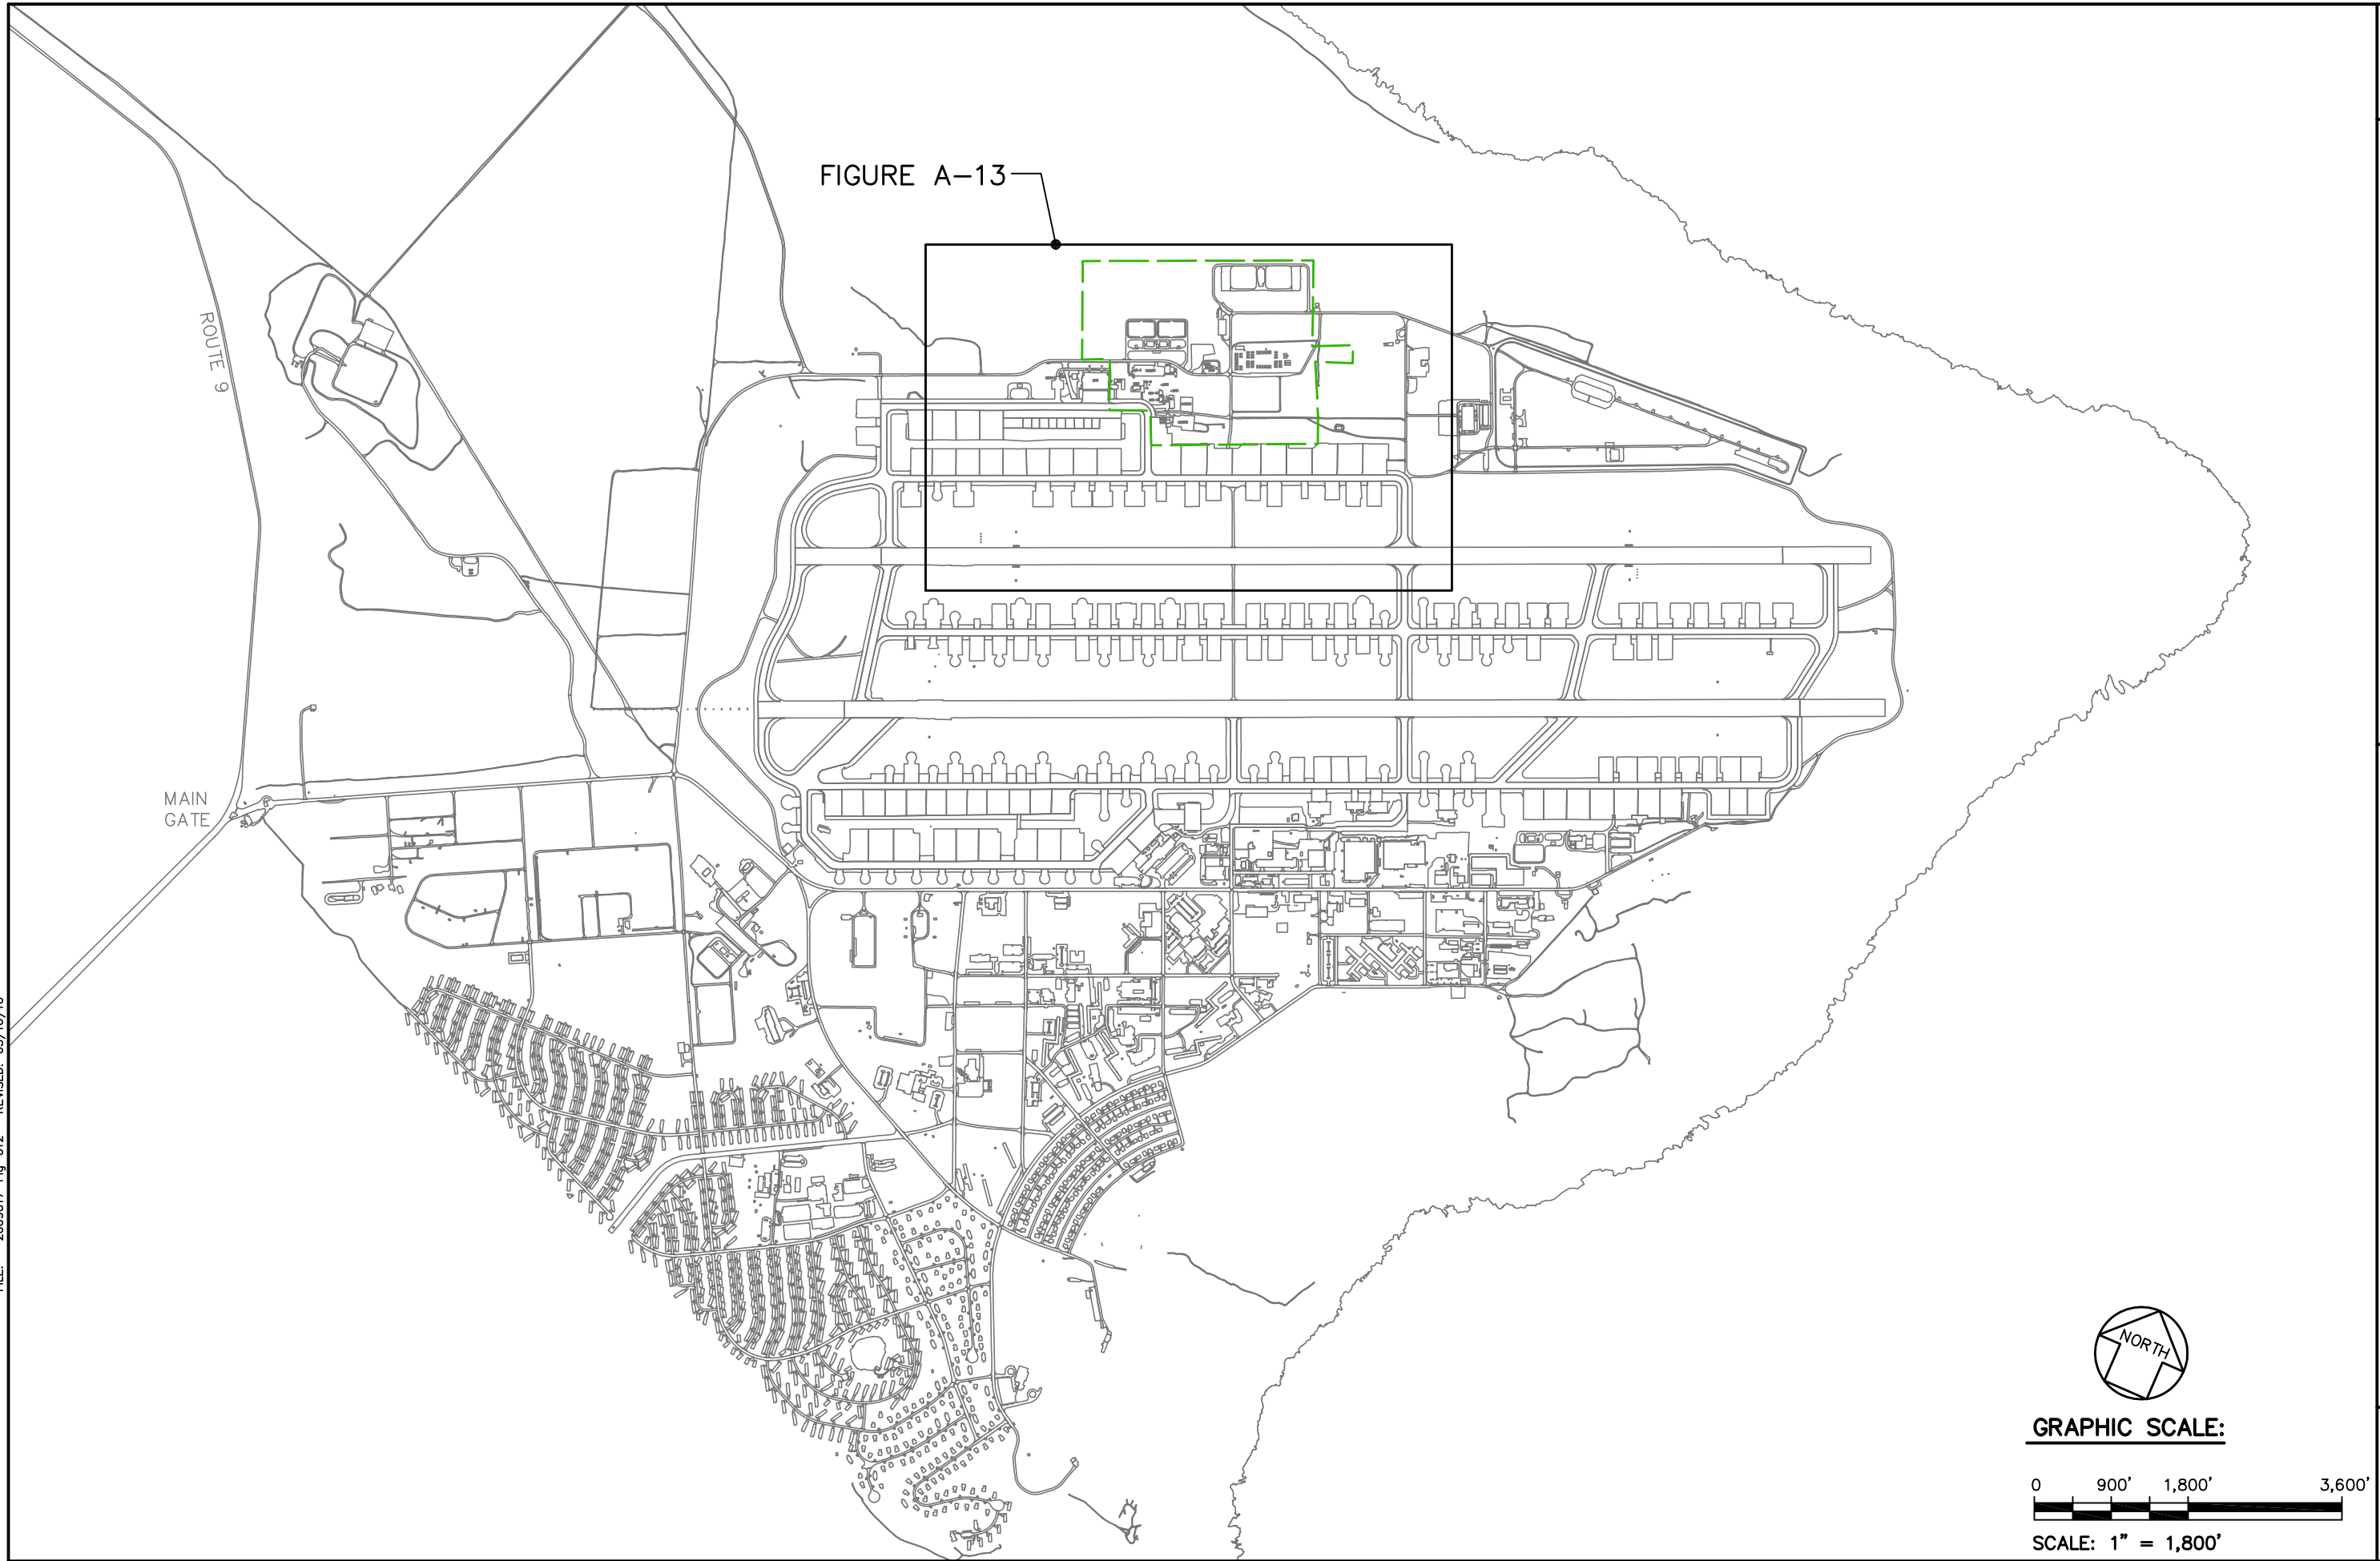 FIGURE A-13
ROUTE 9
MAIN
GATE
NORTH
GRAPHIC SCALE:
0 900' 1,800' 3,600'
SCALE: 1" = 1,800'